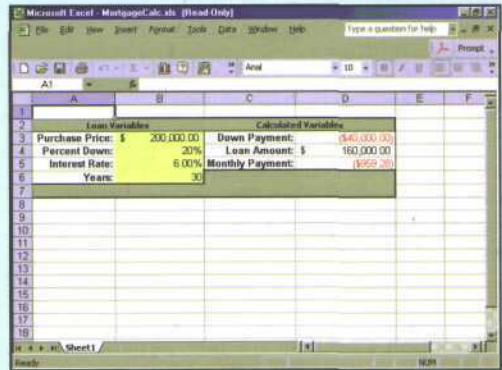 Microsoft Excel - MortgageCalc.xls [Read-Only]
File Edit View Insert Format Tools Data Window Help
Type a question for help
Prompt
Arial
10
B I U
A1
fx
A B C D E F
1
2 Loan Variables Calculated Variables
3 Purchase Price: $ 200,000.00 Down Payment: ($40,000.00)
4 Percent Down: 20% Loan Amount: $ 160,000.00
5 Interest Rate: 6.00% Monthly Payment: ($959.28)
6 Years: 30
7
8
9
10
11
12
13
14
15
16
17
18
Sheet1
Ready
NUM